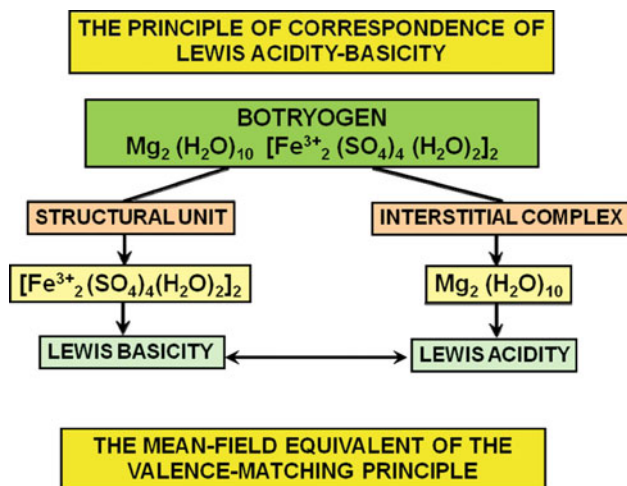 THE PRINCIPLE OF CORRESPONDENCE OF
LEWIS ACIDITY-BASICITY
BOTRYOGEN
Mg₂ (H₂O)₁₀ [Fe³⁺₂ (SO₄)₄ (H₂O)₂]₂
STRUCTURAL UNIT
INTERSTITIAL COMPLEX
[Fe³⁺₂ (SO₄)₄(H₂O)₂]₂
Mg₂ (H₂O)₁₀
LEWIS BASICITY
LEWIS ACIDITY
THE MEAN-FIELD EQUIVALENT OF THE
VALENCE-MATCHING PRINCIPLE